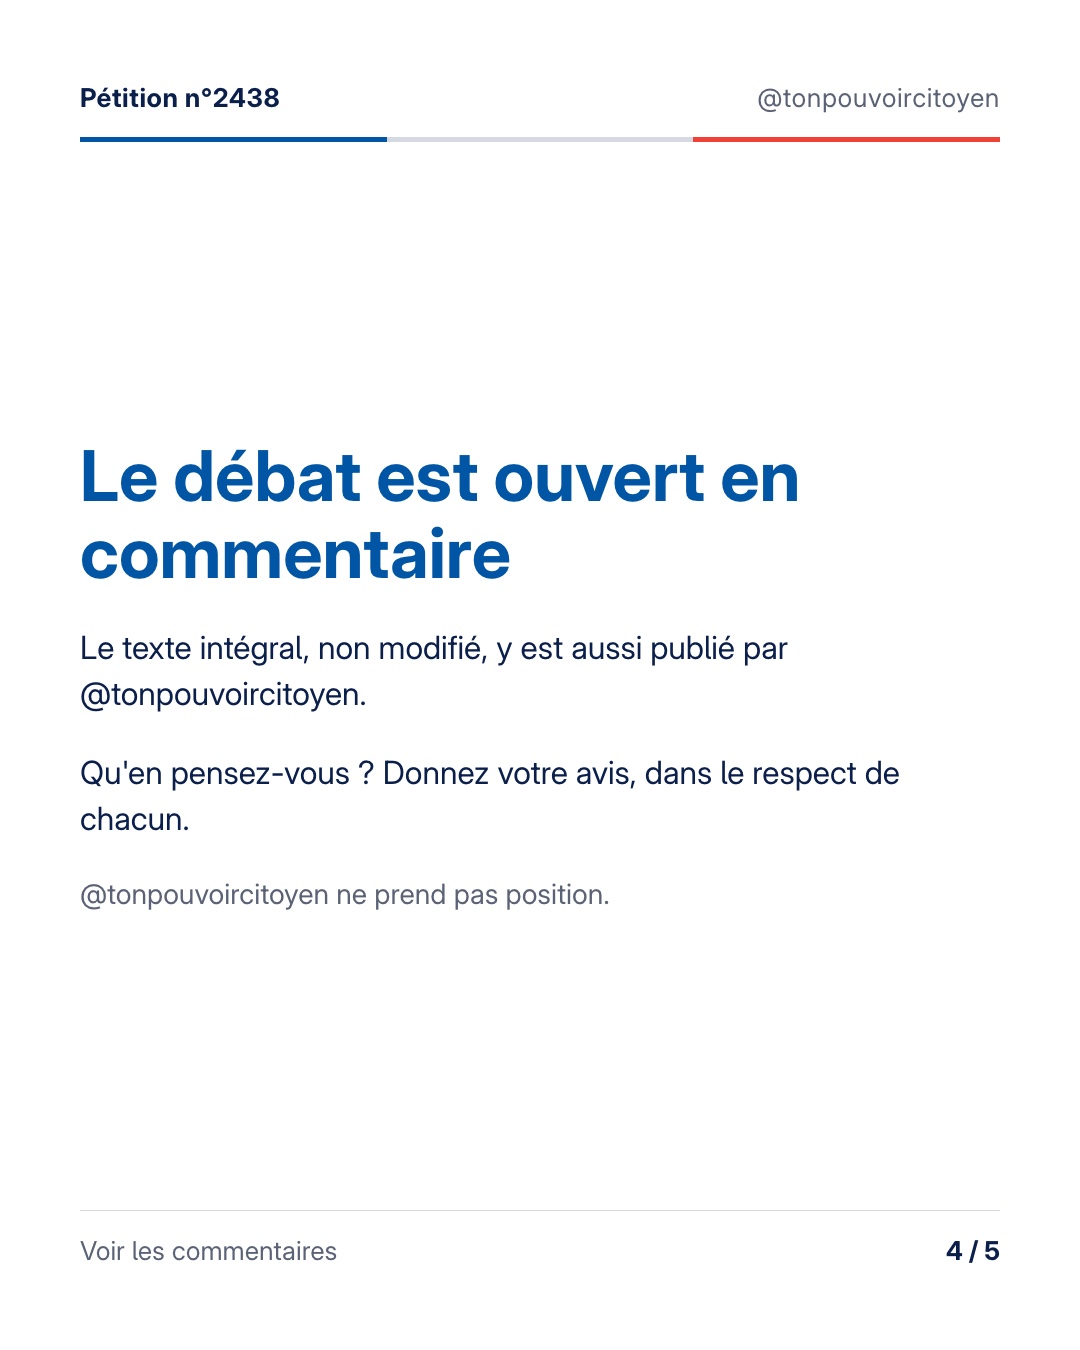 Pétition n°2438
@tonpouvoircitoyen
Le débat est ouvert en
commentaire
Le texte intégral, non modifié, y est aussi publié par
@tonpouvoircitoyen.
Qu'en pensez-vous ? Donnez votre avis, dans le respect de
chacun.
@tonpouvoircitoyen ne prend pas position.
Voir les commentaires
4 / 5